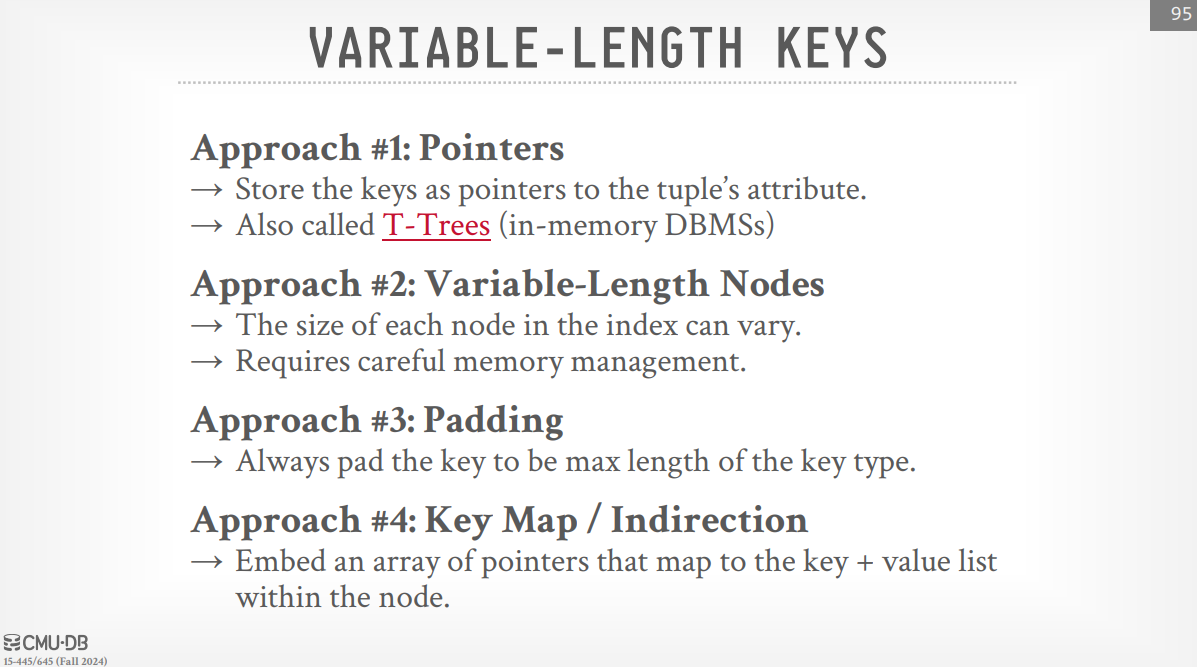 95
VARIABLE-LENGTH KEYS
Approach #1: Pointers
→ Store the keys as pointers to the tuple’s attribute.
→ Also called T-Trees (in-memory DBMSs)
Approach #2: Variable-Length Nodes
→ The size of each node in the index can vary.
→ Requires careful memory management.
Approach #3: Padding
→ Always pad the key to be max length of the key type.
Approach #4: Key Map / Indirection
→ Embed an array of pointers that map to the key + value list
within the node.
CMU·DB
15-445/645 (Fall 2024)